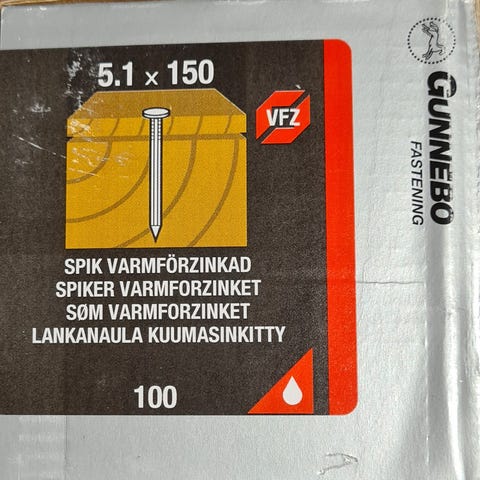 5.1 x 150
VFZ
SPIK VARMFÖRZINKAD
SPIKER VARMFORZINKET
SØM VARMFORZINKET
LANKANAULA KUUMASINKITTY
100
GUNNEBO
FASTENING